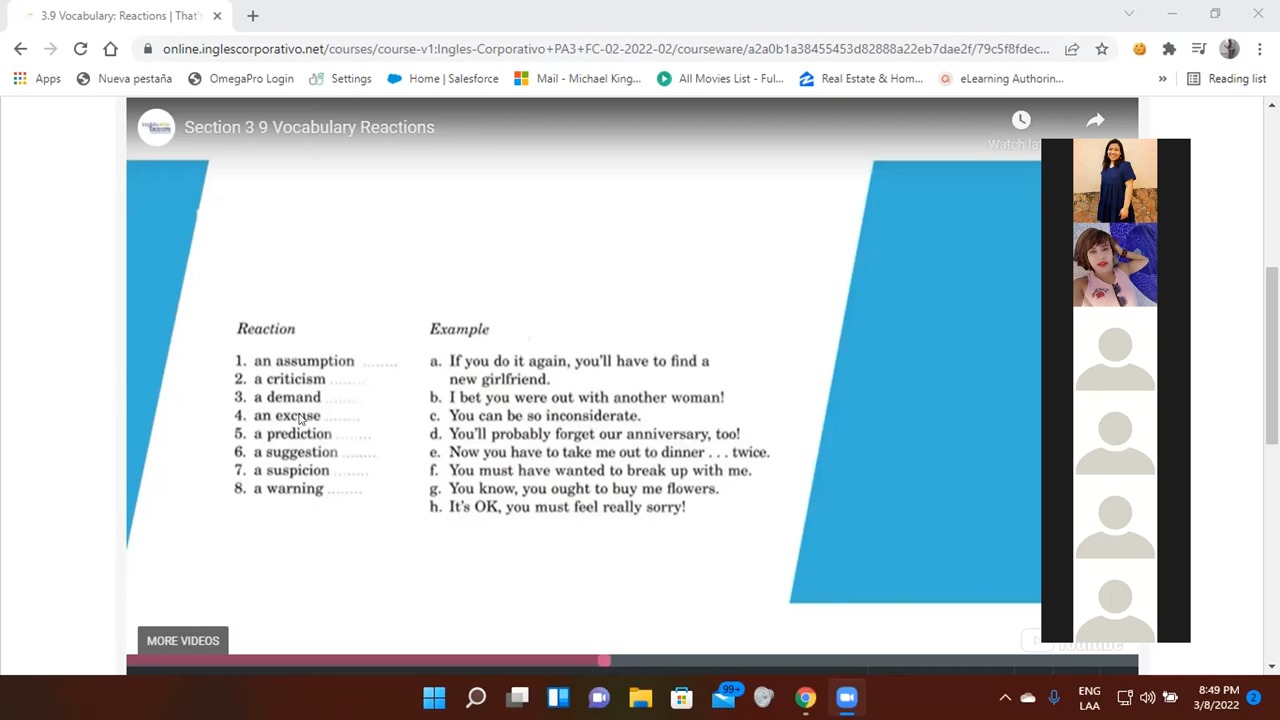 3.9 Vocabulary: Reactions | That's
online.inglescorporativo.net/courses/course-v1:Ingles-Corporativo+PA3+FC-02-2022-02/courseware/a2a0b1a38455453d82888a22eb7dae2f/79c5f8fdec...
Apps Nueva pestaña OmegaPro Login Settings Home | Salesforce Mail - Michael King... All Movies List - Ful... Real Estate & Hom... eLearning Authorin... » Reading list
Section 3 9 Vocabulary Reactions
Watch la
Reaction Example
1. an assumption ........ a. If you do it again, you'll have to find a
2. a criticism ........ new girlfriend.
3. a demand ........ b. I bet you were out with another woman!
4. an excuse ........ c. You can be so inconsiderate.
5. a prediction ........ d. You'll probably forget our anniversary, too!
6. a suggestion ........ e. Now you have to take me out to dinner . . . twice.
7. a suspicion ........ f. You must have wanted to break up with me.
8. a warning ........ g. You know, you ought to buy me flowers.
h. It's OK, you must feel really sorry!
MORE VIDEOS
YouTube
99+
ENG
LAA
8:49 PM
3/8/2022
2